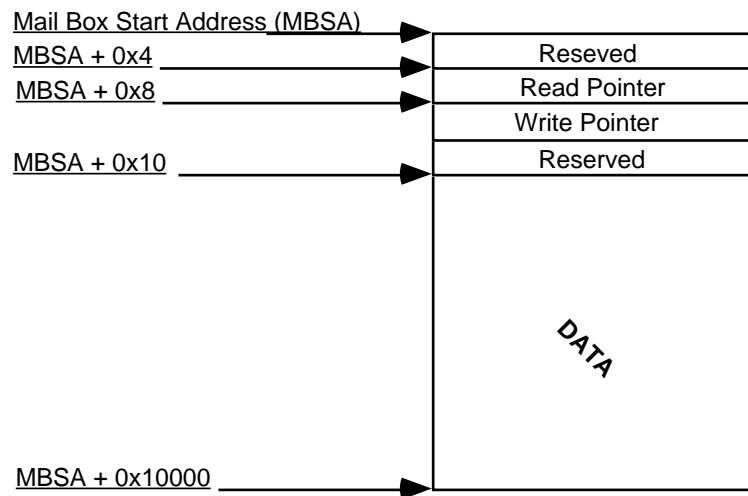 Mail Box Start Address (MBSA)
MBSA + 0x4
Reseved
MBSA + 0x8
Read Pointer
Write Pointer
MBSA + 0x10
Reserved
DATA
MBSA + 0x10000